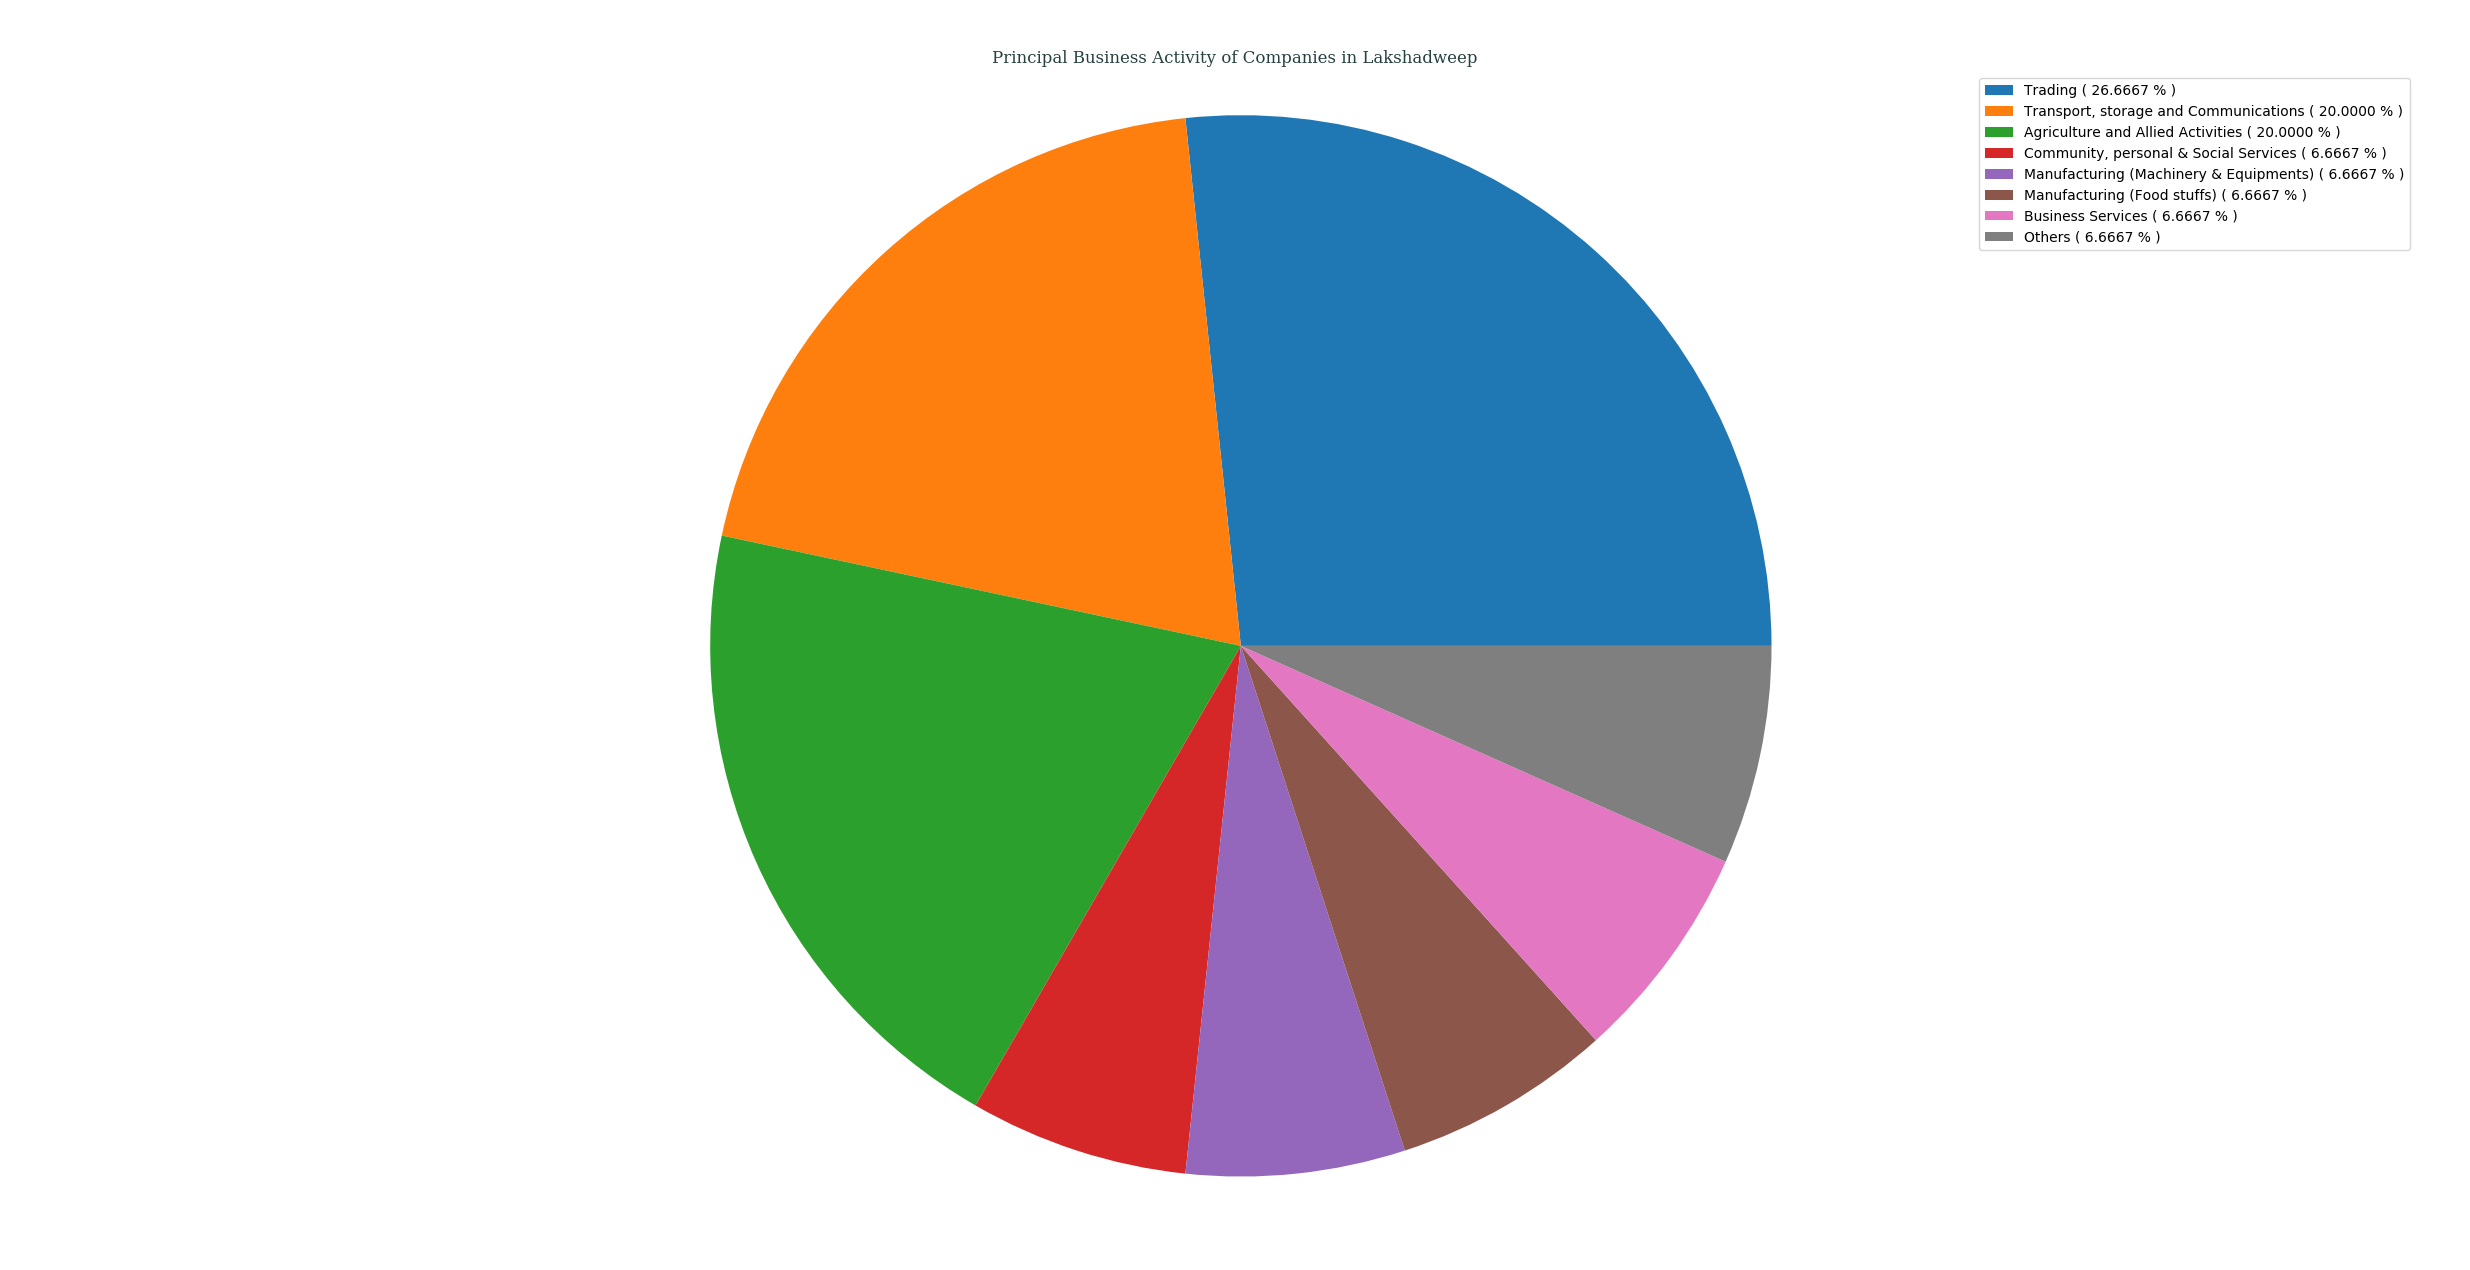 Principal Business Activity of Companies in Lakshadweep
Trading ( 26.6667 % )
Transport, storage and Communications ( 20.0000 % )
Agriculture and Allied Activities ( 20.0000 % )
Community, personal & Social Services ( 6.6667 % )
Manufacturing (Machinery & Equipments) ( 6.6667 % )
Manufacturing (Food stuffs) ( 6.6667 % )
Business Services ( 6.6667 % )
Others ( 6.6667 % )